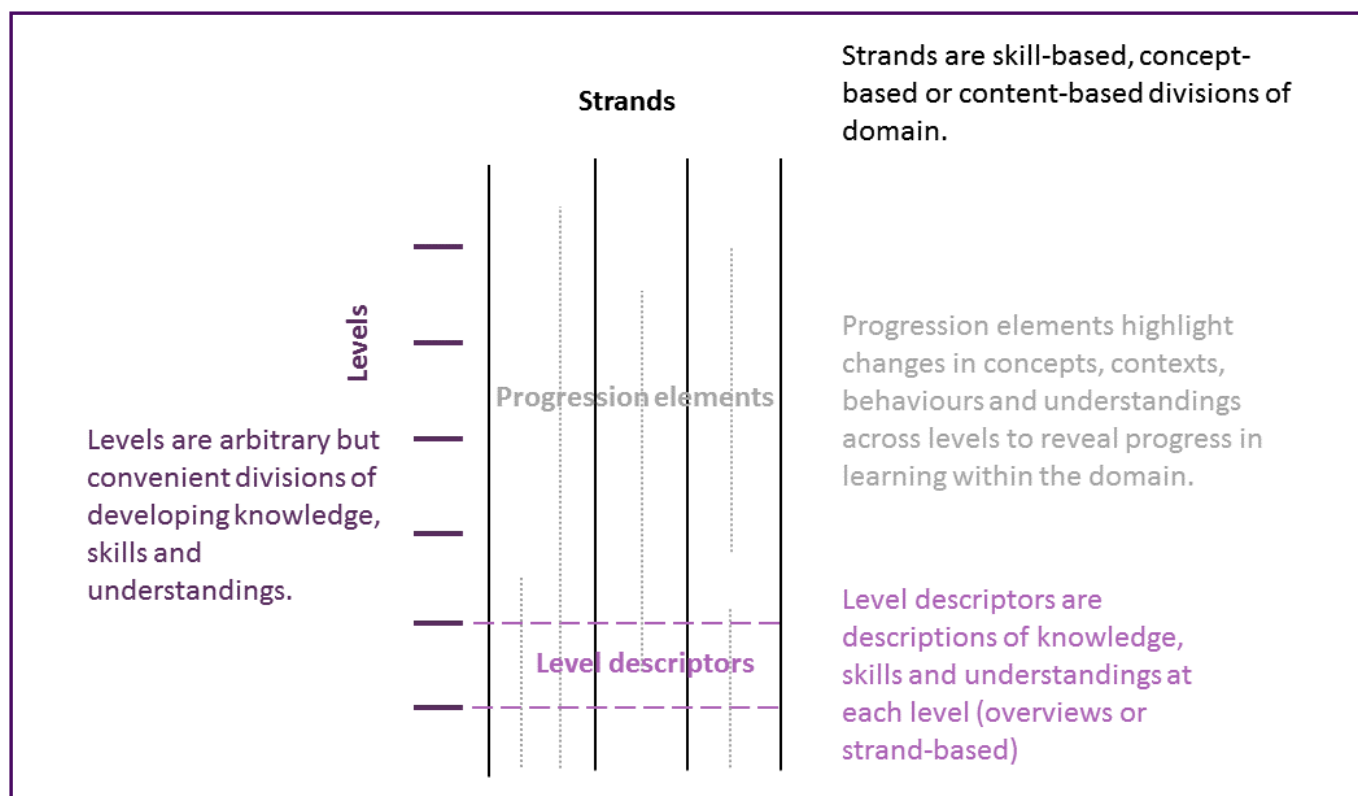 Strands are skill-based, concept-
based or content-based divisions of
domain.
Strands
Levels
Progression elements
Progression elements highlight
changes in concepts, contexts,
behaviours and understandings
across levels to reveal progress in
learning within the domain.
Levels are arbitrary but
convenient divisions of
developing knowledge,
skills and
understandings.
Level descriptors
Level descriptors are
descriptions of knowledge,
skills and understandings at
each level (overviews or
strand-based)